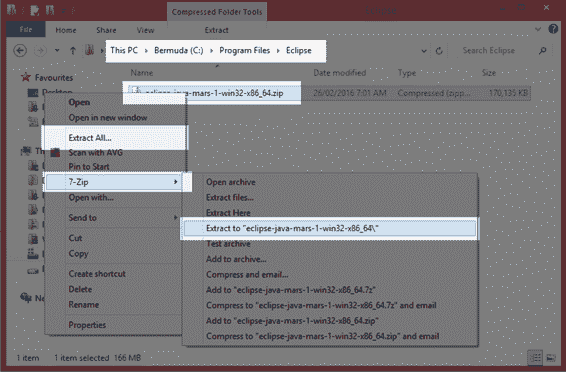 Compressed Folder Tools
File Home Share View Extract
This PC Bermuda (C:) Program Files Eclipse
Search Eclipse
Favourites
Name Date modified Type Size
Desktop
eclipse-java-mars-1-win32-x86_64.zip 26/02/2016 7:01 AM Compressed (zipp... 170,135 KB
Open
Open in new window
Extract All...
Scan with AVG
Pin to Start
7-Zip
Open with...
Send to
Cut
Copy
Create shortcut
Delete
Rename
Properties
Open archive
Extract files...
Extract Here
Extract to "eclipse-java-mars-1-win32-x86_64\"
Test archive
Add to archive...
Compress and email...
Add to "eclipse-java-mars-1-win32-x86_64.7z"
Compress to "eclipse-java-mars-1-win32-x86_64.7z" and email
Add to "eclipse-java-mars-1-win32-x86_64.zip"
Compress to "eclipse-java-mars-1-win32-x86_64.zip" and email
1 item 1 item selected 166 MB